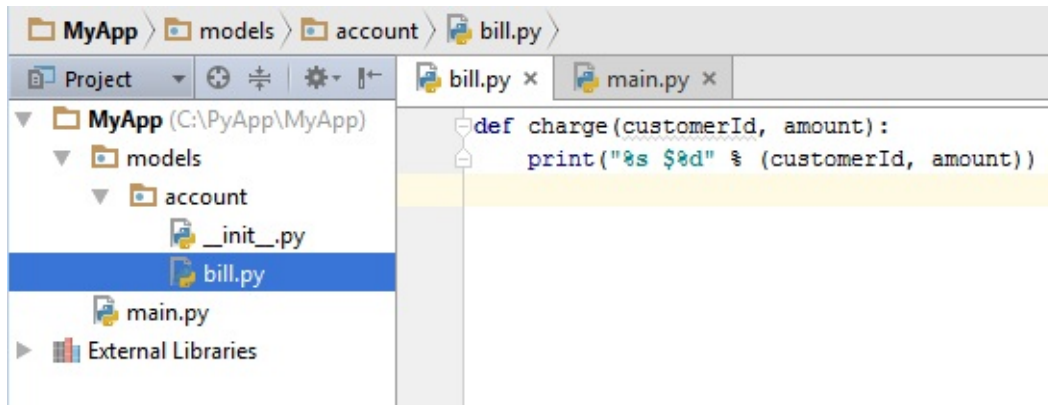 MyApp models account bill.py
Project
bill.py × main.py ×
MyApp (C:\PyApp\MyApp)
models
account
__init__.py
bill.py
main.py
External Libraries
def charge(customerId, amount):
    print("%s $%d" % (customerId, amount))